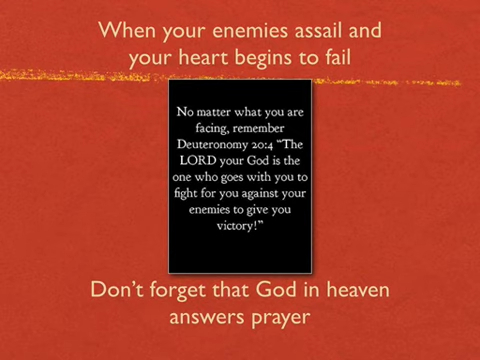 When your enemies assail and
your heart begins to fail
No matter what you are
facing, remember
Deuteronomy 20:4 “The
LORD your God is the
one who goes with you to
fight for you against your
enemies to give you
victory!”
Don’t forget that God in heaven
answers prayer